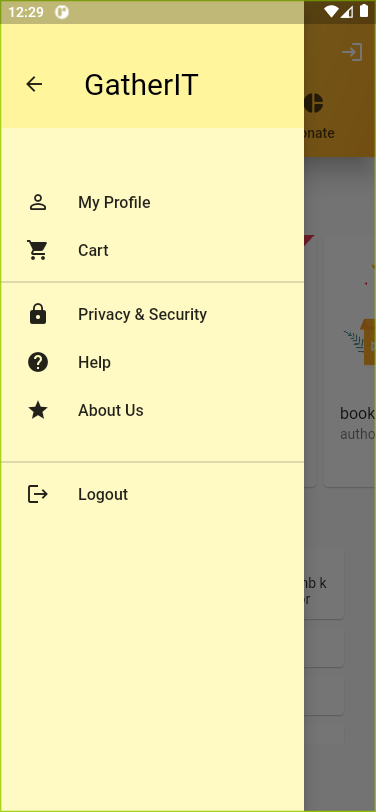 12:29
GatherIT
onate
My Profile
Cart
Privacy & Security
Help
About Us
book
autho
Logout
nb k
or